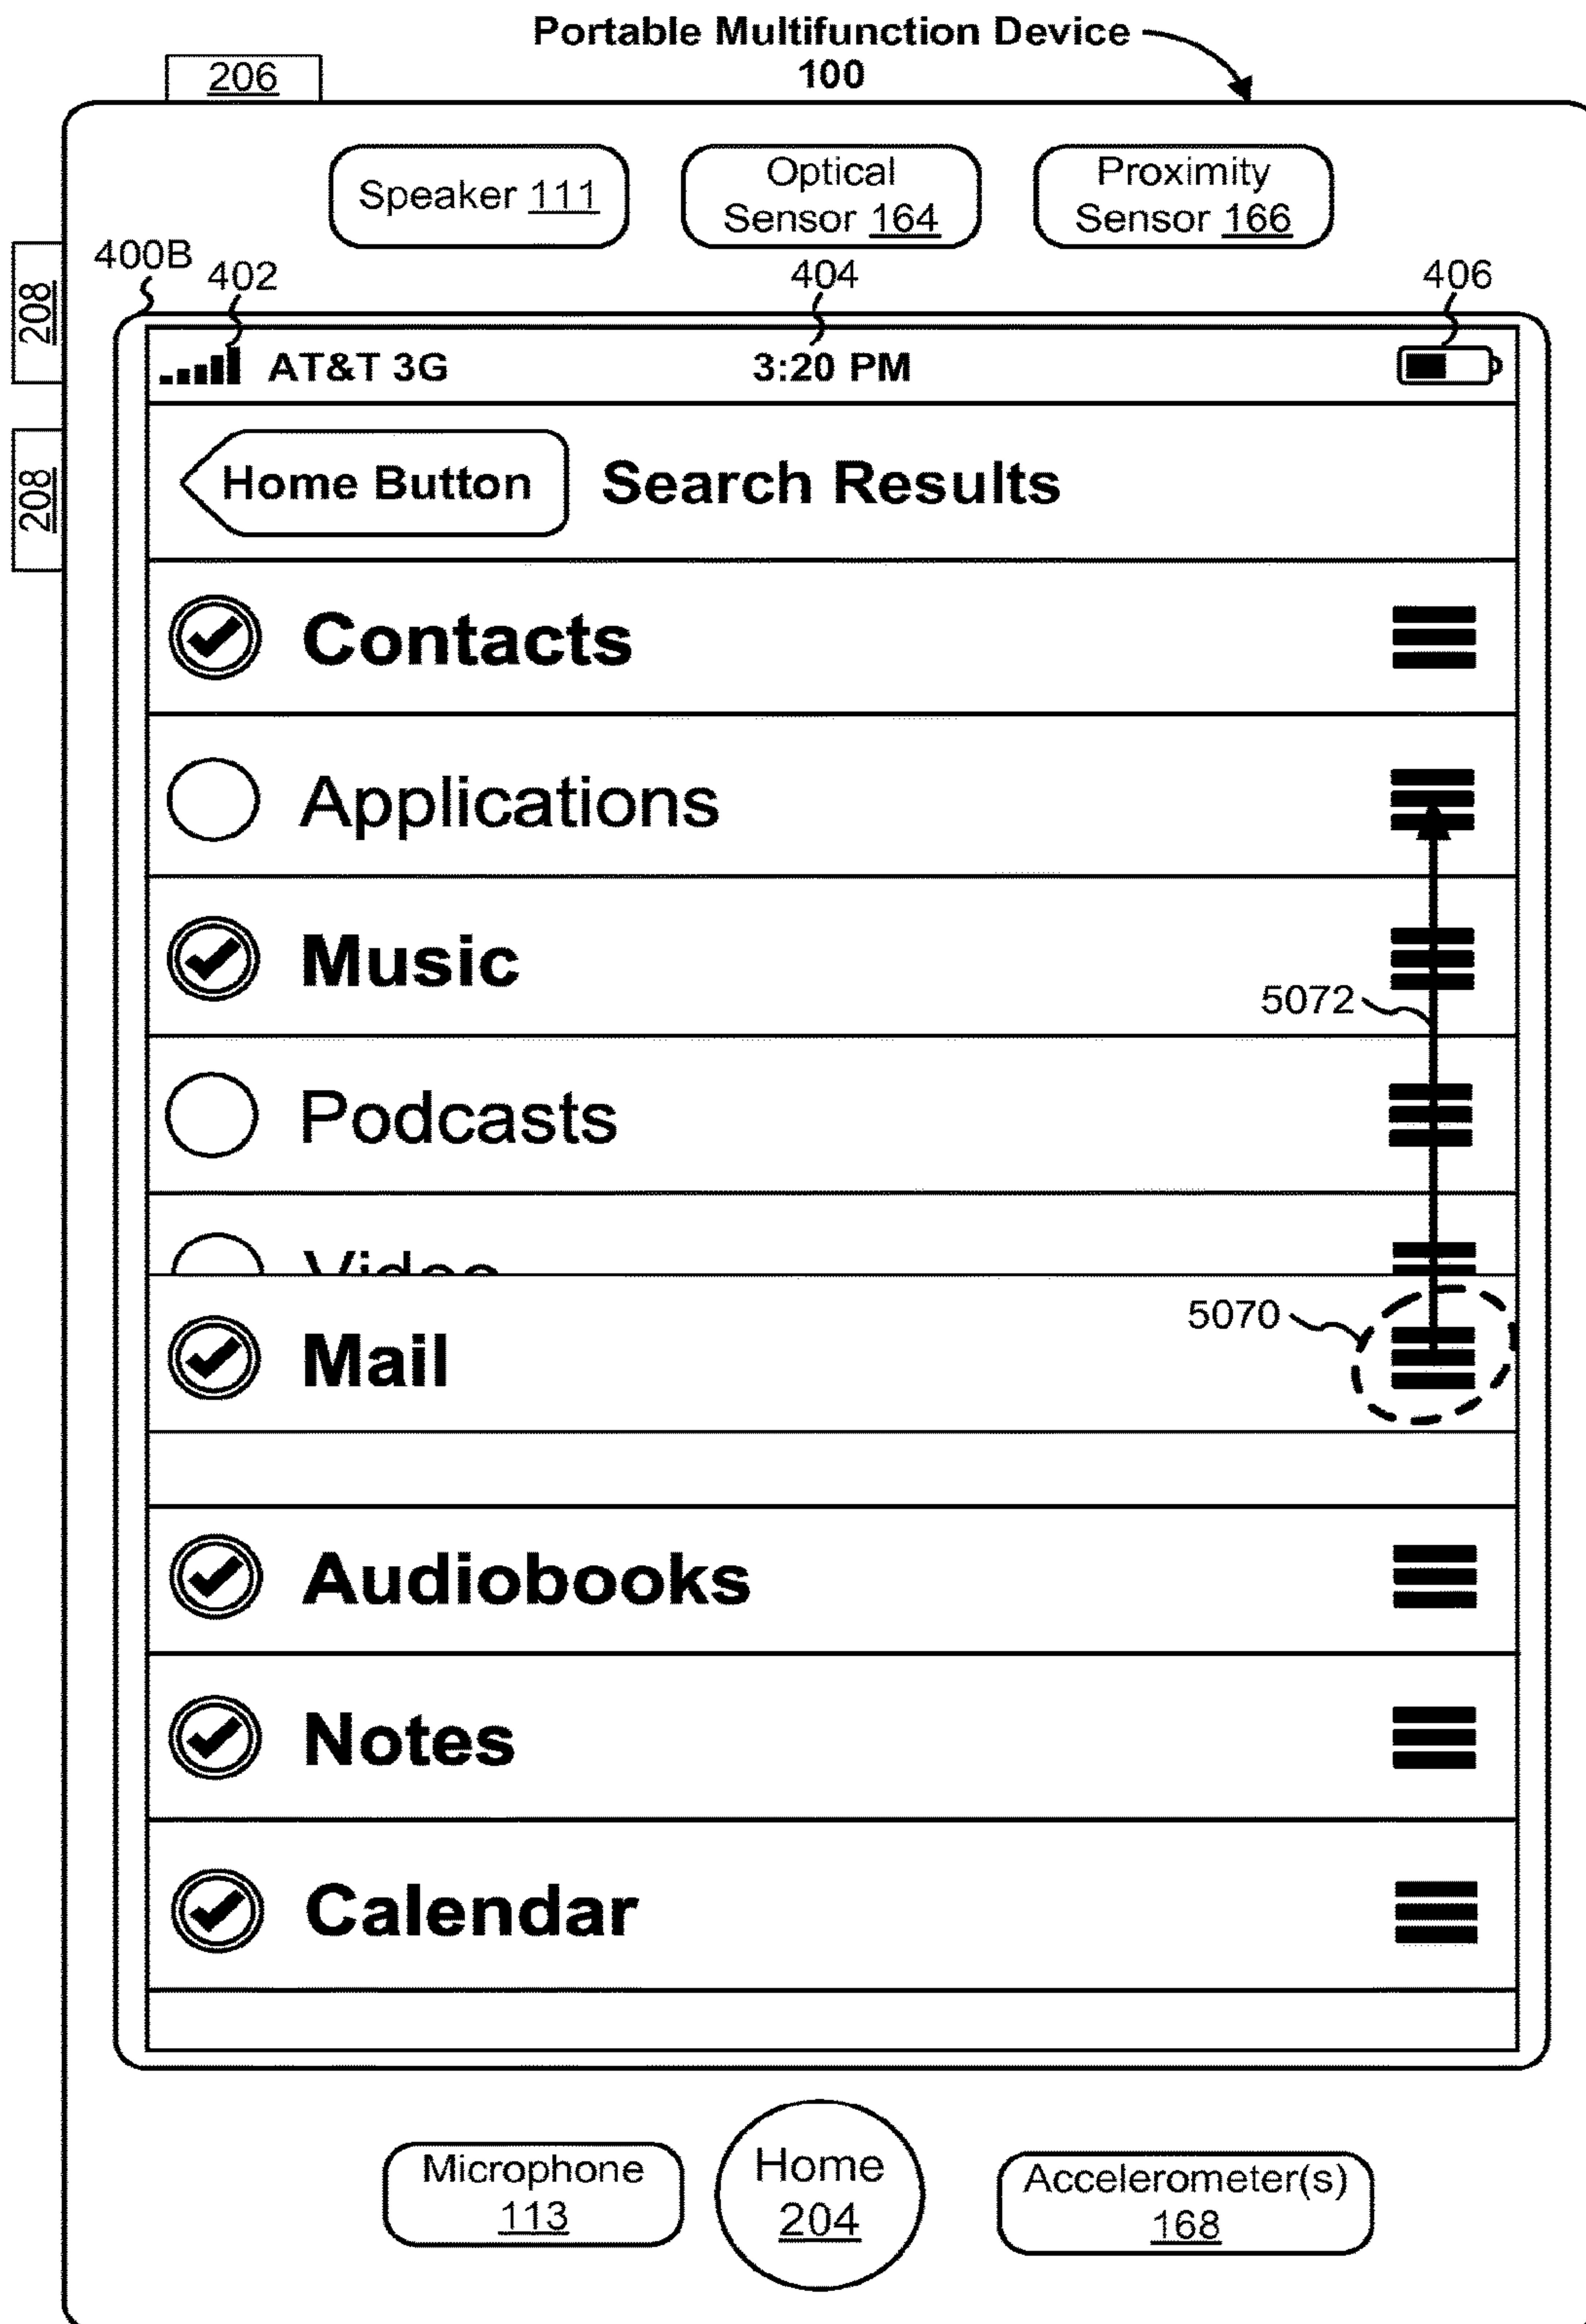 Portable Multifunction Device
100
206
Speaker 111
Optical
Sensor 164
Proximity
Sensor 166
208
208
400B
402
404
406
AT&T 3G
3:20 PM
Home Button
Search Results
Contacts
Applications
Music
5072
Podcasts
Video
5070
Mail
Audiobooks
Notes
Calendar
Microphone
113
Home
204
Accelerometer(s)
168